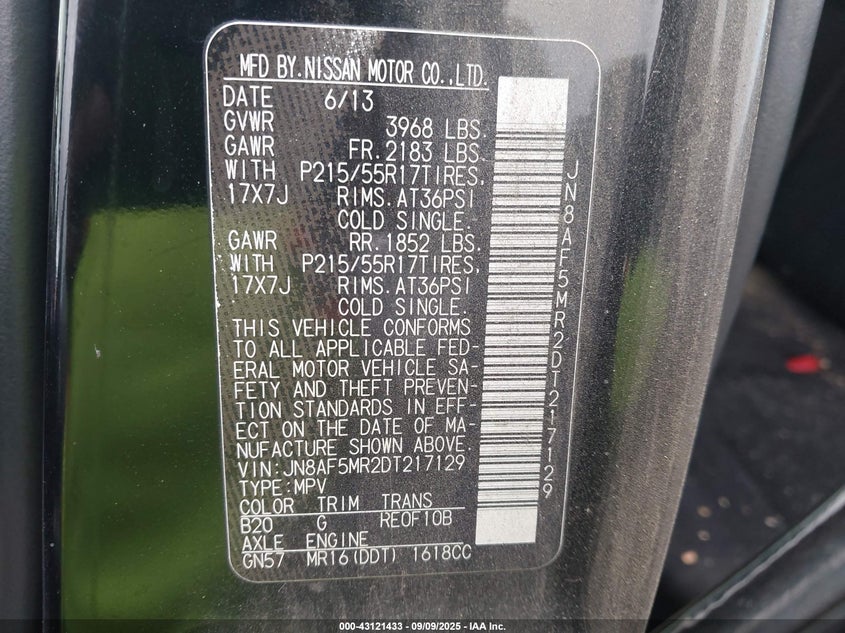 MFD BY.NISSAN MOTOR CO.,LTD.
DATE 6/13
GVWR 3968 LBS.
GAWR FR.2183 LBS.
WITH P215/55R17TIRES,
17X7J RIMS.AT36PSI
COLD SINGLE.
GAWR RR.1852 LBS.
WITH P215/55R17TIRES,
17X7J RIMS.AT36PSI
COLD SINGLE.
THIS VEHICLE CONFORMS
TO ALL APPLICABLE FED-
ERAL MOTOR VEHICLE SA-
FETY AND THEFT PREVEN-
TION STANDARDS IN EFF-
ECT ON THE DATE OF MA-
NUFACTURE SHOWN ABOVE.
VIN:JN8AF5MR2DT217129
TYPE:MPV
COLOR TRIM TRANS
B20 G RE0F10B
AXLE ENGINE
GN57 MR16(DDT) 1618CC
JN8AF5MR2DT217129
000-43121433 - 09/09/2025 - IAA Inc.